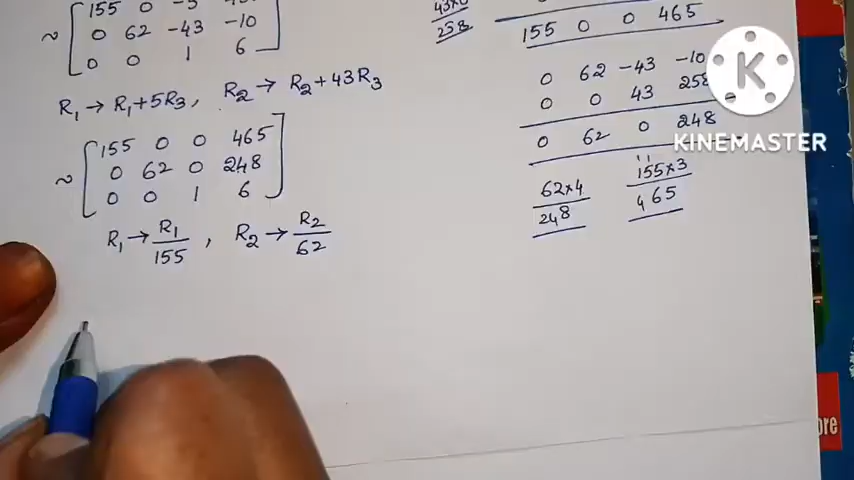 155 0
~ 0 62 -43 -10
0 0 1 6
R₁ → R₁+5R₃, R₂ → R₂+43R₃
155 0 0 465
~ 0 62 0 248
0 0 1 6
R₁ → R₁/155 , R₂ → R₂/62
258
155 0 0 465
0 62 -43 -10
0 0 43 258
0 62 0 248
62×4 155×3
248 465
K
KINEMASTER